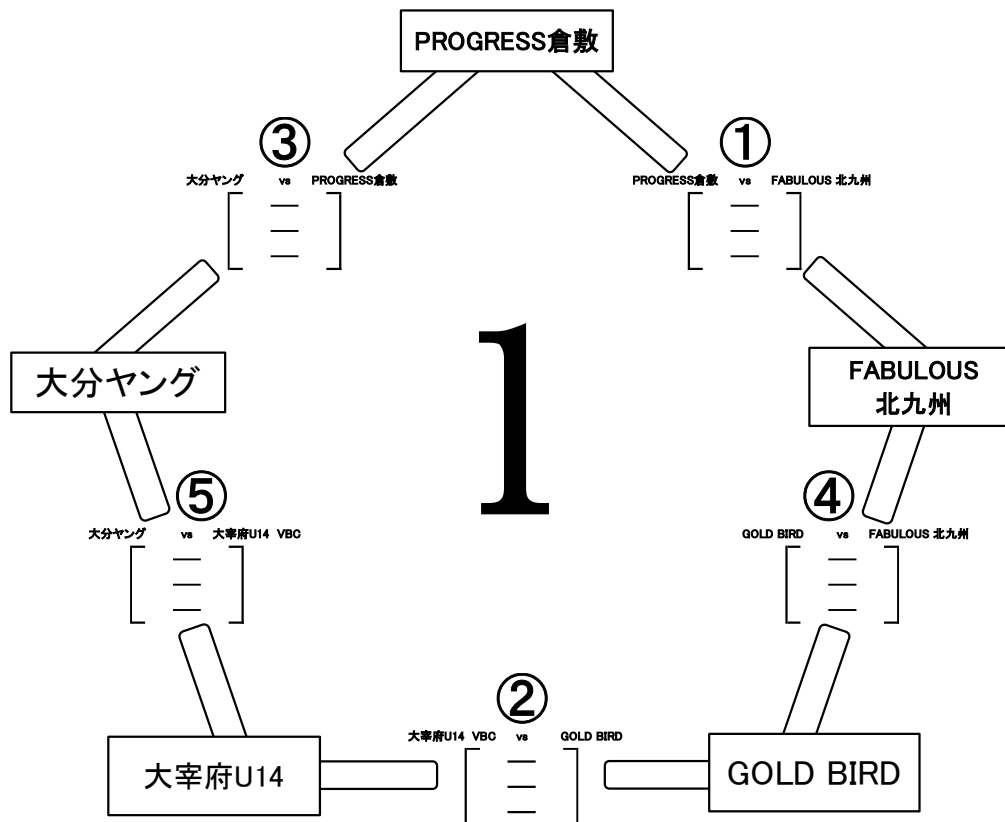 PROGRESS倉敷
③
①
大分ヤング vs PROGRESS倉敷
PROGRESS倉敷 vs FABULOUS 北九州
1
大分ヤング
FABULOUS
北九州
⑤
④
大分ヤング vs 大宰府U14 VBC
GOLD BIRD vs FABULOUS 北九州
②
大宰府U14 VBC vs GOLD BIRD
大宰府U14
GOLD BIRD